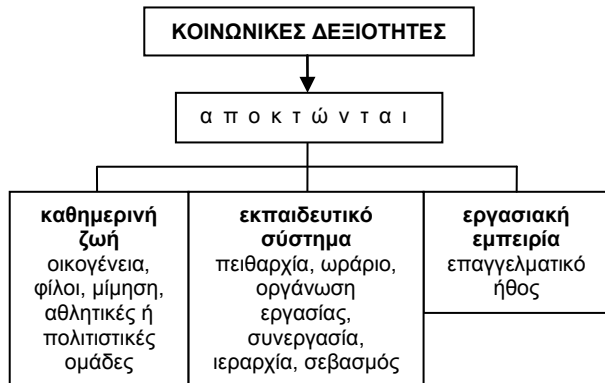 ΚΟΙΝΩΝΙΚΕΣ ΔΕΞΙΟΤΗΤΕΣ
α π ο κ τ ώ ν τ α ι
καθημερινή
ζωή
οικογένεια,
φίλοι, μίμηση,
αθλητικές ή
πολιτιστικές
ομάδες
εκπαιδευτικό
σύστημα
πειθαρχία, ωράριο,
οργάνωση
εργασίας,
συνεργασία,
ιεραρχία, σεβασμός
εργασιακή
εμπειρία
επαγγελματικό
ήθος